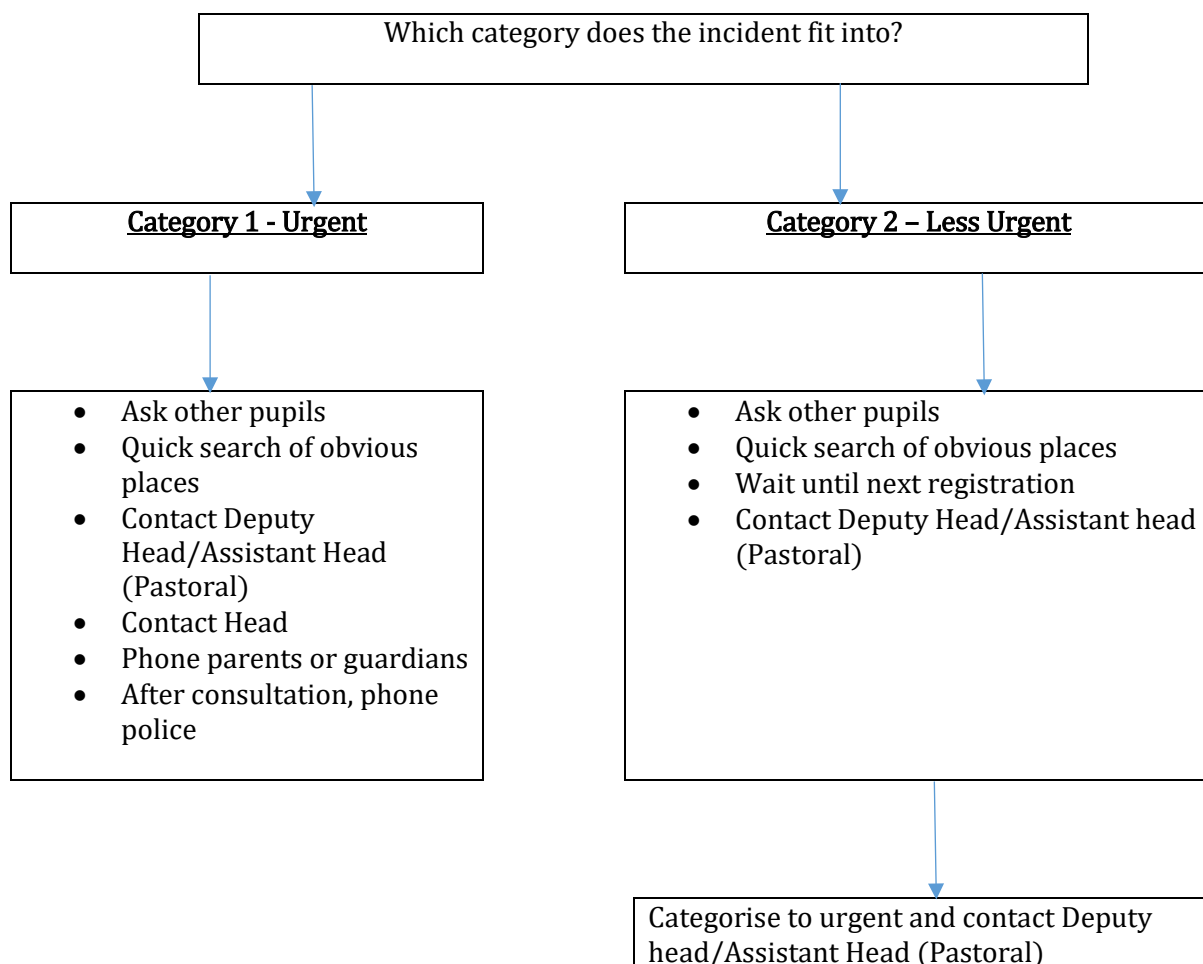 Which category does the incident fit into?
Category 1 - Urgent
Category 2 – Less Urgent
• Ask other pupils
• Quick search of obvious
places
• Contact Deputy
Head/Assistant Head
(Pastoral)
• Contact Head
• Phone parents or guardians
• After consultation, phone
police
• Ask other pupils
• Quick search of obvious places
• Wait until next registration
• Contact Deputy Head/Assistant head
(Pastoral)
Categorise to urgent and contact Deputy
head/Assistant Head (Pastoral)